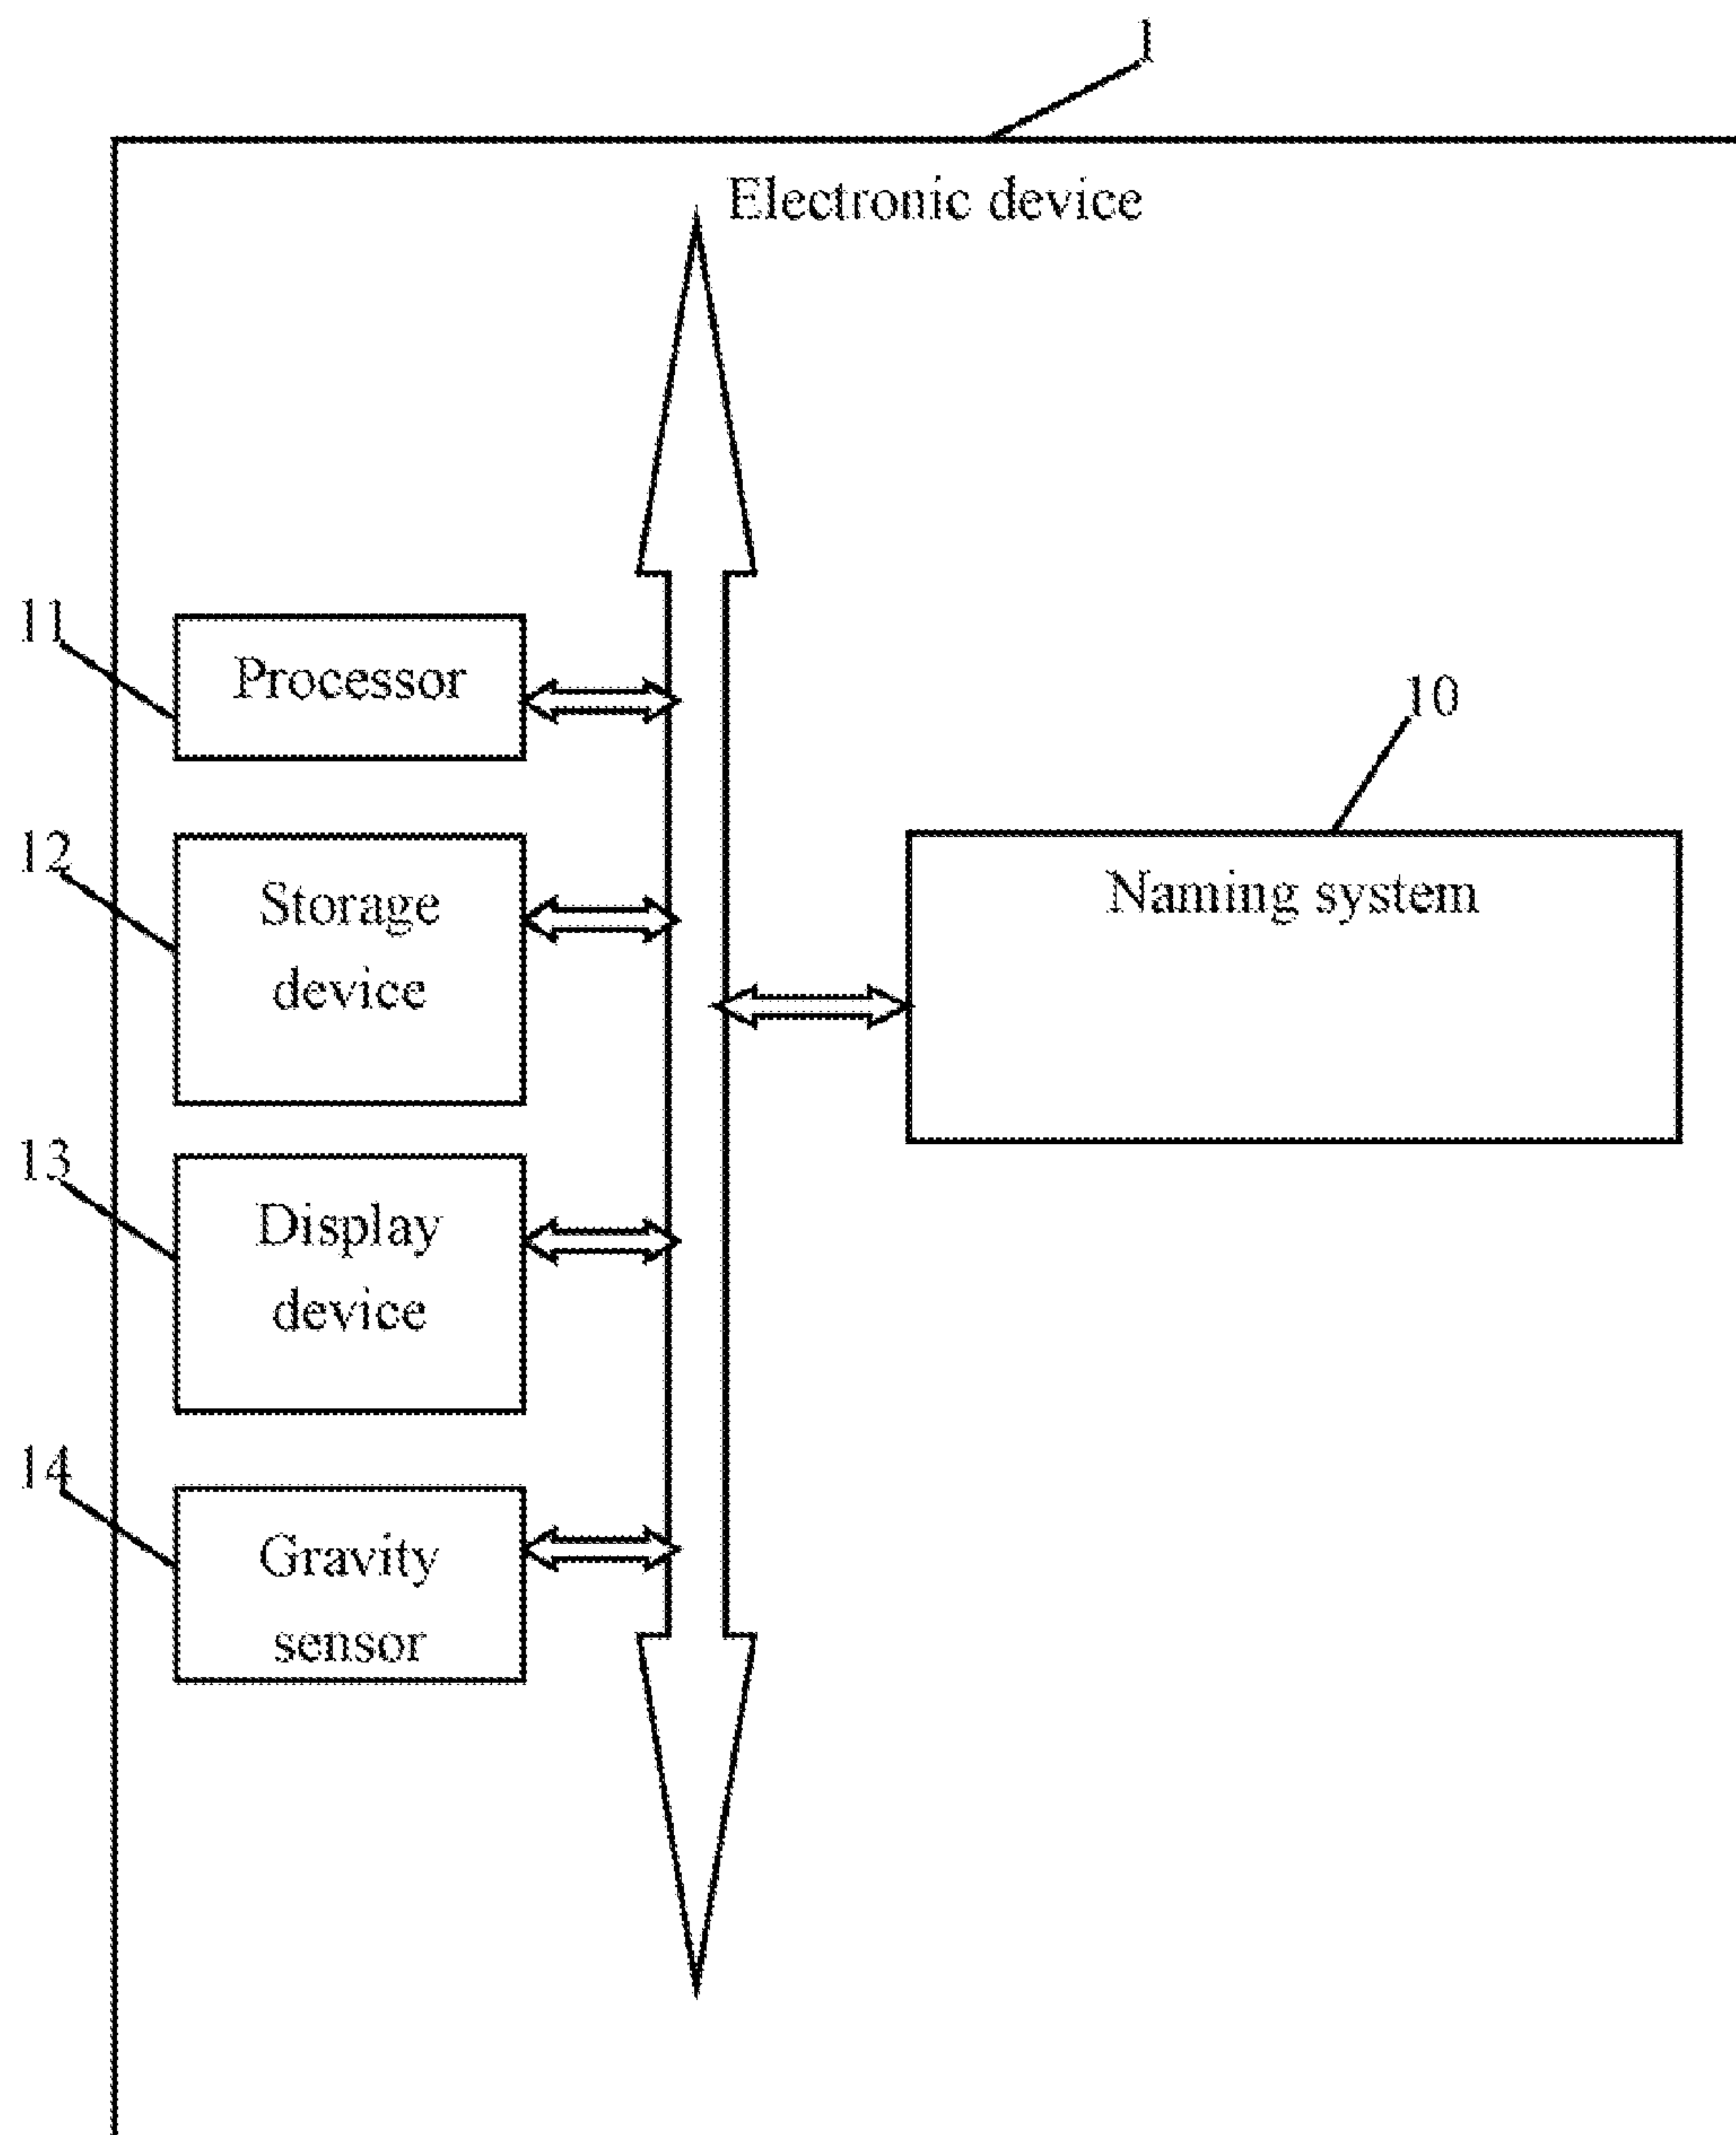 1
Electronic device
11
Processor
10
12
Storage
device
Naming system
13
Display
device
14
Gravity
sensor